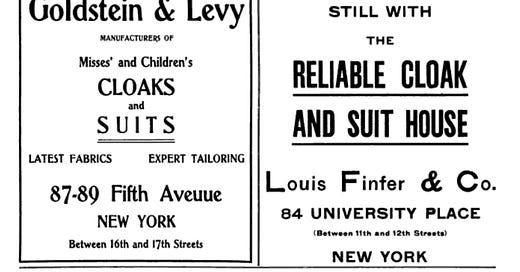 Goldstein & Levy
MANUFACTURERS OF
Misses' and Children's
CLOAKS
and
SUITS
LATEST FABRICS EXPERT TAILORING
87-89 Fifth Aveuue
NEW YORK
Between 16th and 17th Streets
STILL WITH
THE
RELIABLE CLOAK
AND SUIT HOUSE
Louis Finfer & Co.
84 UNIVERSITY PLACE
(Between 11th and 12th Streets)
NEW YORK